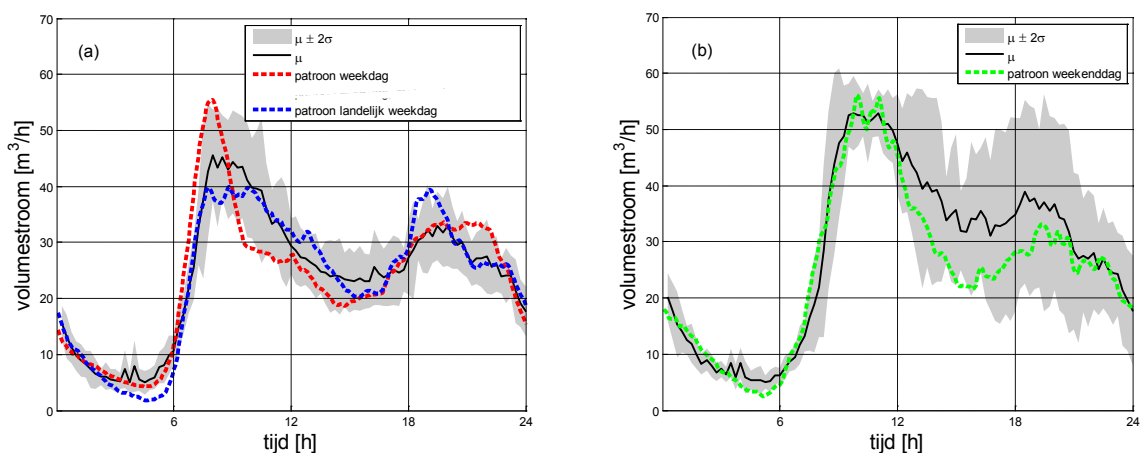 70
60
50
40
30
20
10
0
volumestroom [m³/h]
(a)
μ ± 2σ
μ
patroon weekdag
patroon landelijk weekdag
6
12
18
24
tijd [h]
70
60
50
40
30
20
10
0
volumestroom [m³/h]
(b)
μ ± 2σ
μ
patroon weekenddag
6
12
18
24
tijd [h]